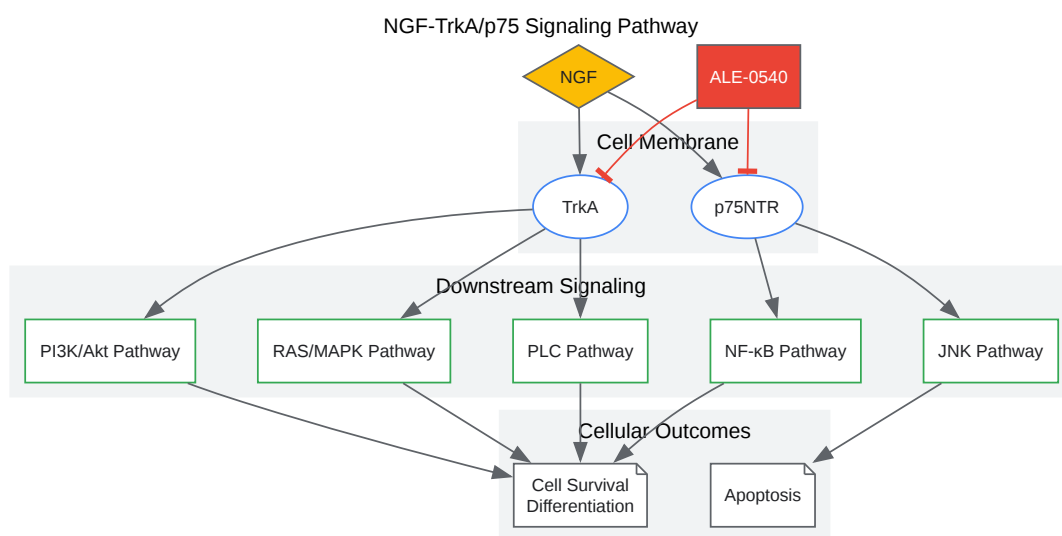 NGF-TrkA/p75 Signaling Pathway
NGF
ALE-0540
Cell Membrane
TrkA
p75NTR
Downstream Signaling
PI3K/Akt Pathway
RAS/MAPK Pathway
PLC Pathway
NF-κB Pathway
JNK Pathway
Cellular Outcomes
Cell Survival
Differentiation
Apoptosis